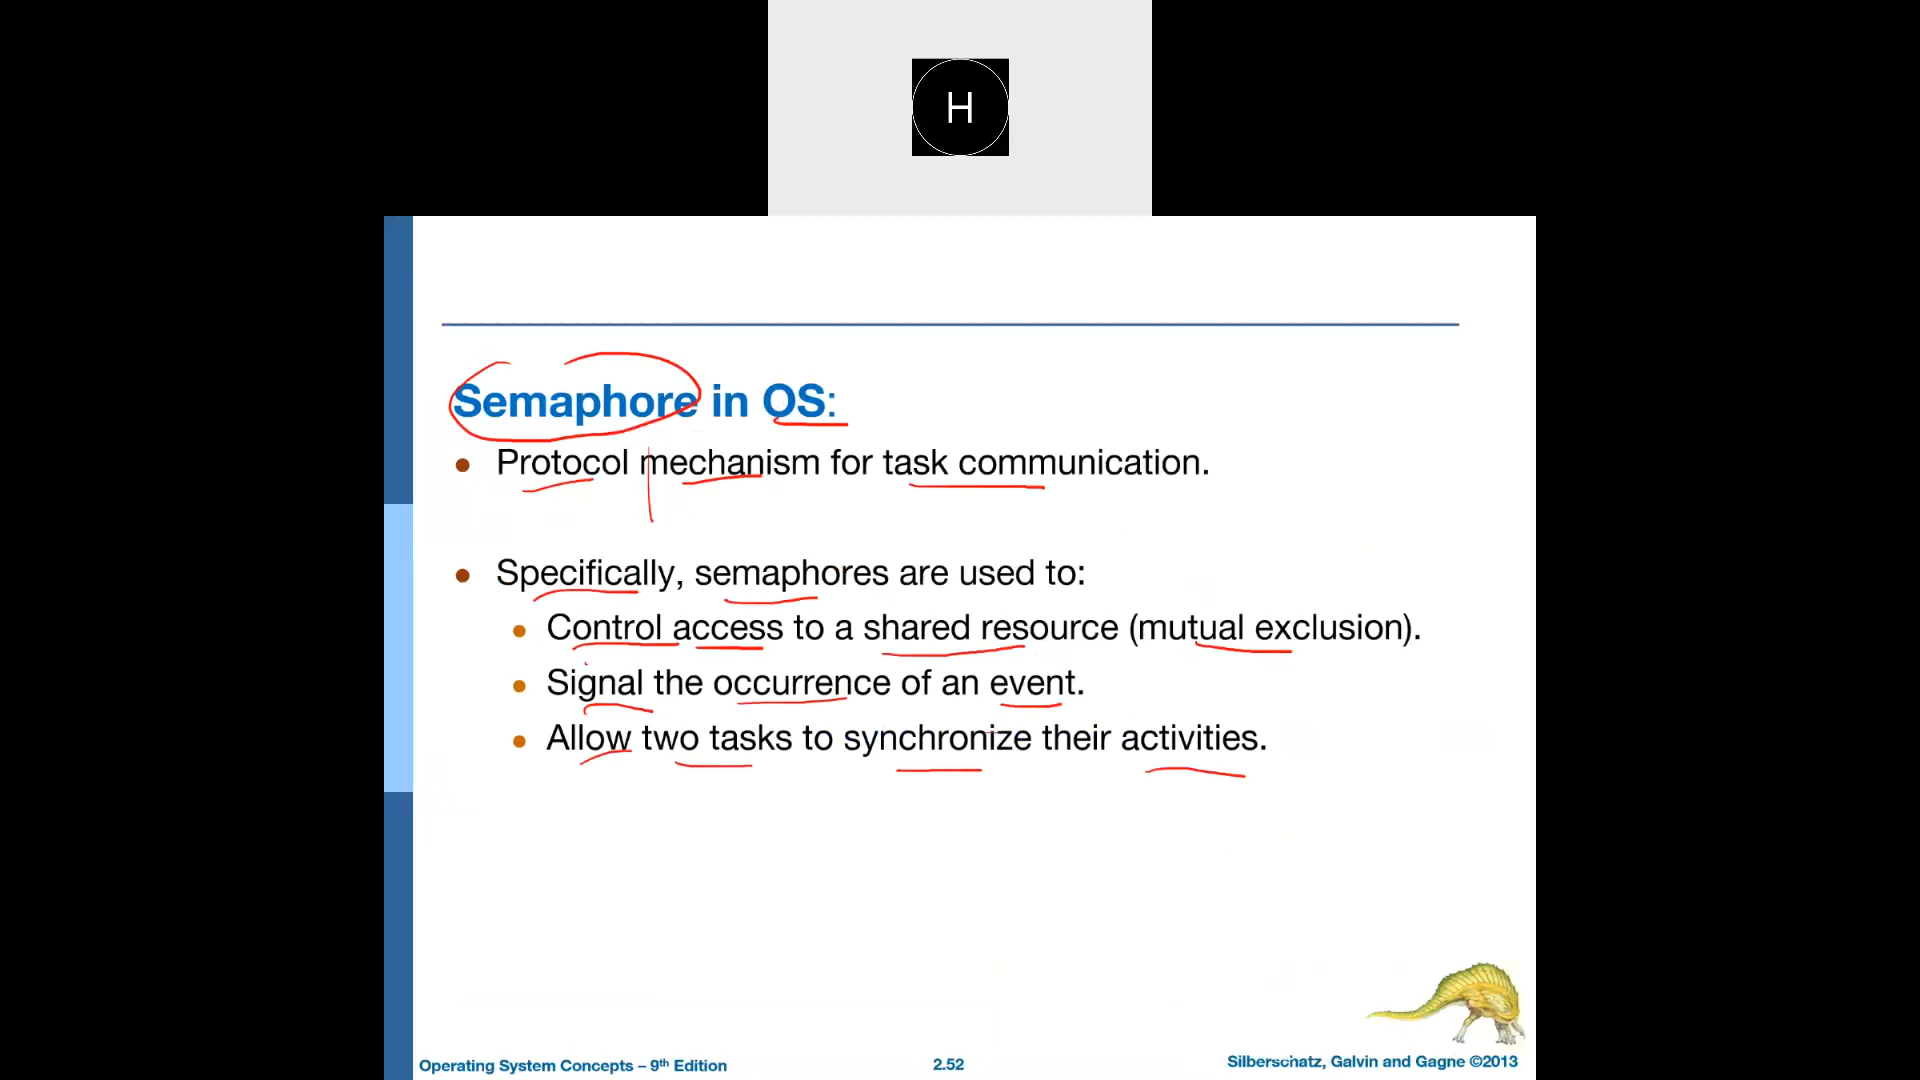 H
Semaphore in OS:
Protocol mechanism for task communication.
Specifically, semaphores are used to:
Control access to a shared resource (mutual exclusion).
Signal the occurrence of an event.
Allow two tasks to synchronize their activities.
Operating System Concepts – 9th Edition
2.52
Silberschatz, Galvin and Gagne ©2013